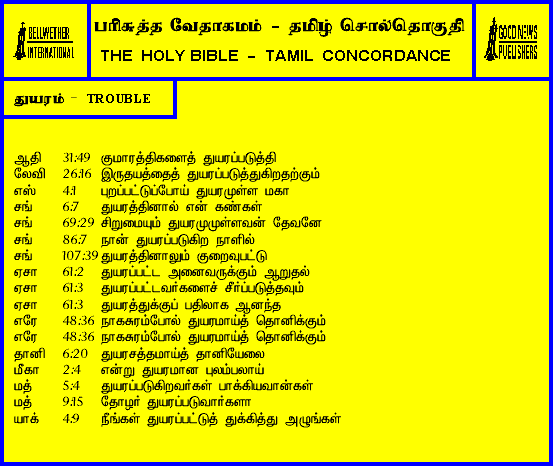 BELLWETHER
INTERNATIONAL
பரிசுத்த வேதாகமம் - தமிழ் சொல்தொகுதி
THE HOLY BIBLE - TAMIL CONCORDANCE
GOOD NEWS
PUBLISHERS
துயரம் - TROUBLE
ஆதி 31:49 குமாரத்திகளைத் துயரப்படுத்தி
லேவி 26:16 இருதயத்தைத் துயரப்படுத்துகிறதற்கும்
எஸ் 4:1 புறப்பட்டுப்போய் துயரமுள்ள மகா
சங் 6:7 துயரத்தினால் என் கண்கள்
சங் 69:29 சிறுமையும் துயரமுமுள்ளவன் தேவனே
சங் 86:7 நான் துயரப்படுகிற நாளில்
சங் 107:39 துயரத்தினாலும் குறைவுபட்டு
ஏசா 61:2 துயரப்பட்ட அனைவருக்கும் ஆறுதல்
ஏசா 61:3 துயரப்பட்டவர்களைச் சீர்ப்படுத்தவும்
ஏசா 61:3 துயரத்துக்குப் பதிலாக ஆனந்த
எரே 48:36 நாகசுரம்போல் துயரமாய்த் தொனிக்கும்
எரே 48:36 நாகசுரம்போல் துயரமாய்த் தொனிக்கும்
தானி 6:20 துயரசத்தமாய்த் தானியேலை
மீகா 2:4 என்று துயரமான புலம்பலாய்
மத் 5:4 துயரப்படுகிறவர்கள் பாக்கியவான்கள்
மத் 9:15 தோழர் துயரப்படுவார்களா
யாக் 4:9 நீங்கள் துயரப்பட்டுத் துக்கித்து அழுங்கள்